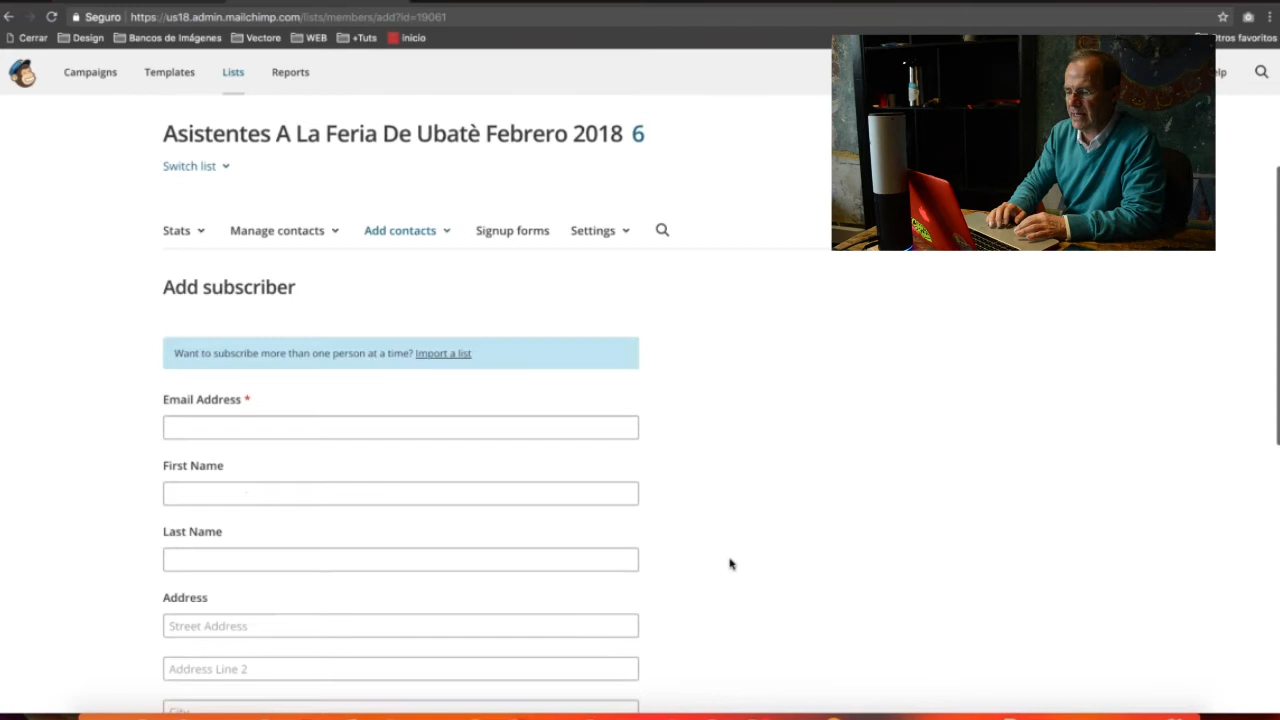 Seguro https://us18.admin.mailchimp.com/lists/members/add?id=19061
Cerrar Design Bancos de Imágenes Vectore WEB +Tuts Inicio Otros favoritos
Campaigns Templates Lists Reports
Asistentes A La Feria De Ubatè Febrero 2018 6
Switch list
Stats Manage contacts Add contacts Signup forms Settings
Add subscriber
Want to subscribe more than one person at a time? Import a list
Email Address *
First Name
Last Name
Address
Street Address
Address Line 2